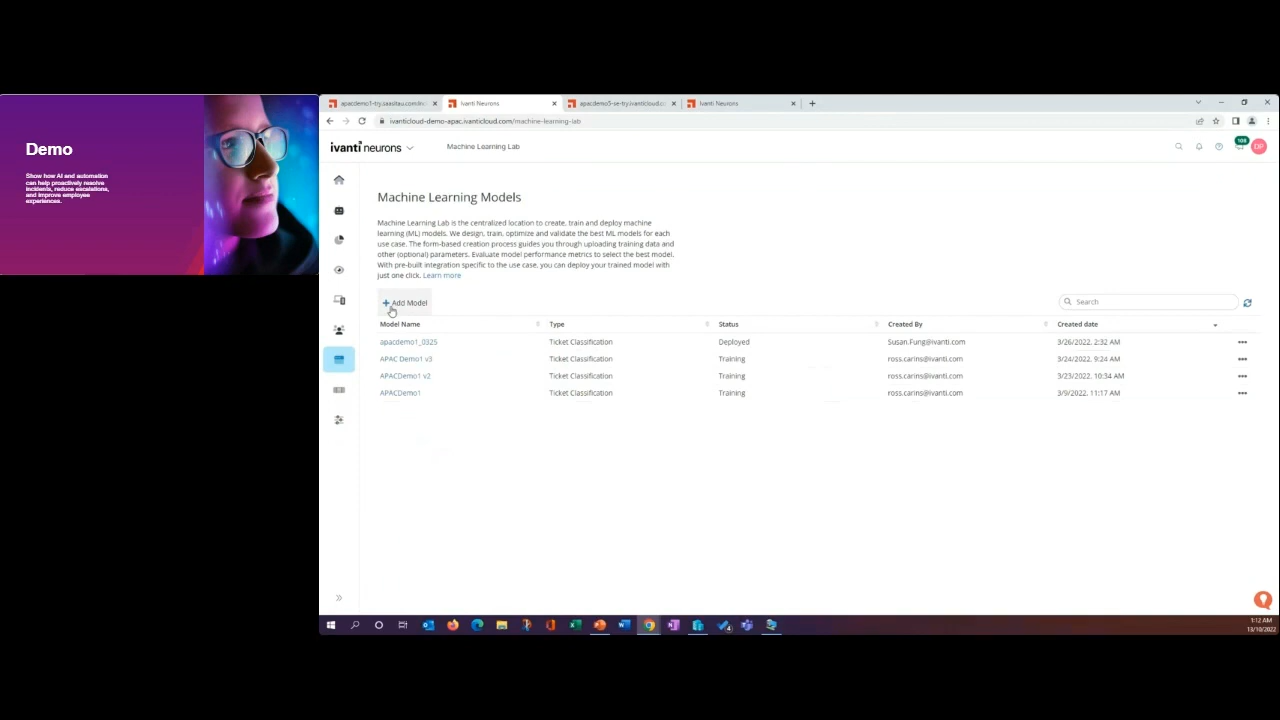 Demo
Show how AI and automation
can help proactively resolve
incidents, reduce escalations,
and improve employee
experiences.
Ivanti Neurons
Ivanti Neurons
ivanticloud-demo-apac.ivanticloud.com/machine-learning-lab
ivanti neurons
Machine Learning Lab
108
DP
Machine Learning Models
Machine Learning Lab is the centralized location to create, train and deploy machine
learning (ML) models. We design, train, optimize and validate the best ML models for each
use case. The form-based creation process guides you through uploading training data and
other (optional) parameters. Evaluate model performance metrics to select the best model.
With pre-built integration specific to the use case, you can deploy your trained model with
just one click. Learn more
Add Model
Search
Model Name Type Status Created By Created date
apacdemo1_0325 Ticket Classification Deployed Susan.Fung@ivanti.com 3/26/2022, 2:32 AM
APAC Demo1 v3 Ticket Classification Training ross.carins@ivanti.com 3/24/2022, 9:24 AM
APACDemo1 v2 Ticket Classification Training ross.carins@ivanti.com 3/23/2022, 10:34 AM
APACDemo1 Ticket Classification Training ross.carins@ivanti.com 3/9/2022, 11:17 AM
1:12 AM
13/10/2022